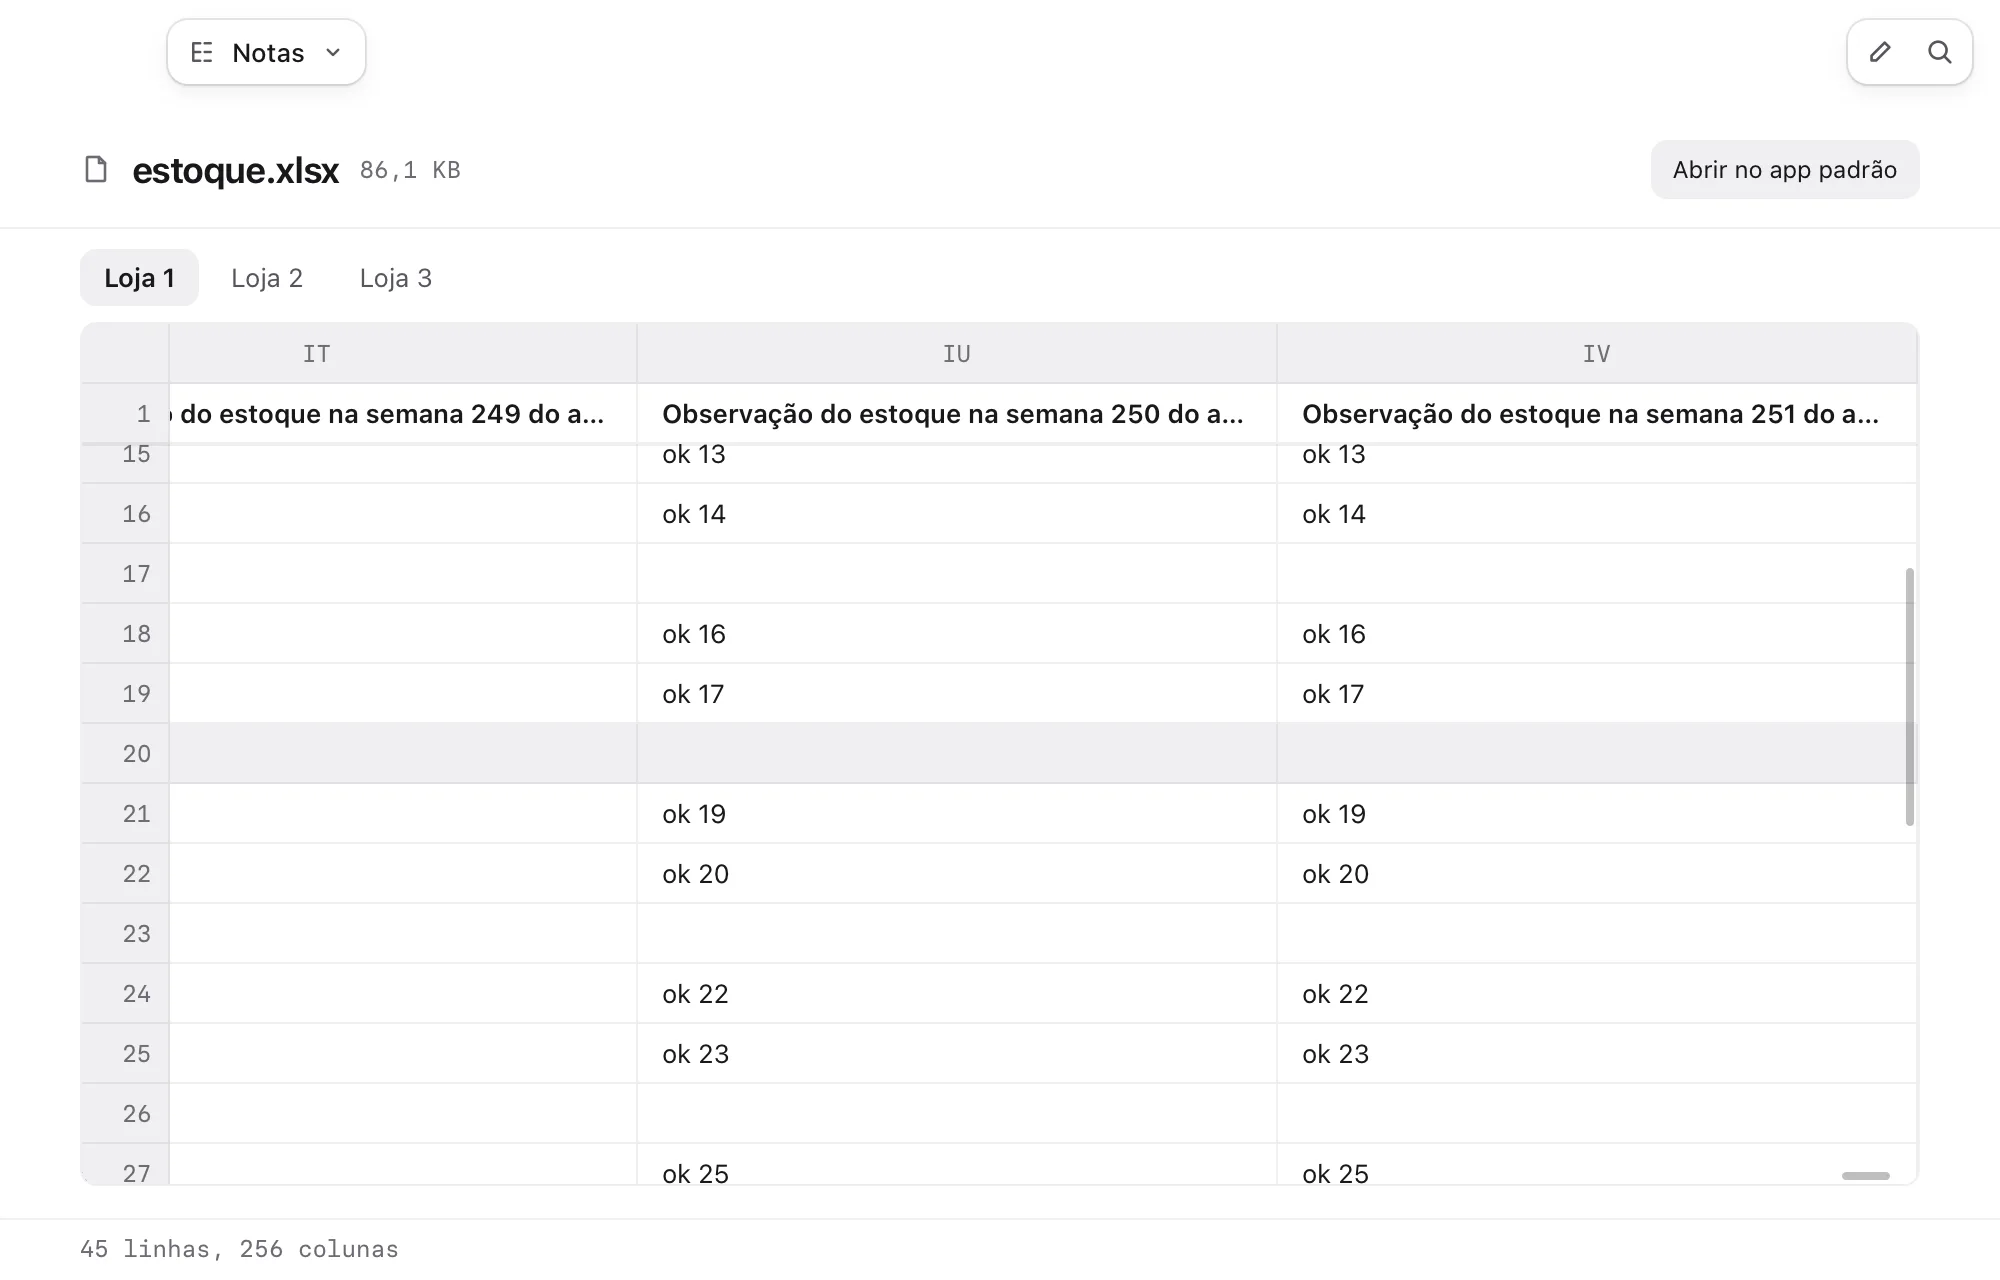 Notas
estoque.xlsx 86,1 KB
Abrir no app padrão
Loja 1 Loja 2 Loja 3
IT IU IV
1 do estoque na semana 249 do a... Observação do estoque na semana 250 do a... Observação do estoque na semana 251 do a...
15 ok 13 ok 13
16 ok 14 ok 14
17
18 ok 16 ok 16
19 ok 17 ok 17
20
21 ok 19 ok 19
22 ok 20 ok 20
23
24 ok 22 ok 22
25 ok 23 ok 23
26
27 ok 25 ok 25
45 linhas, 256 colunas